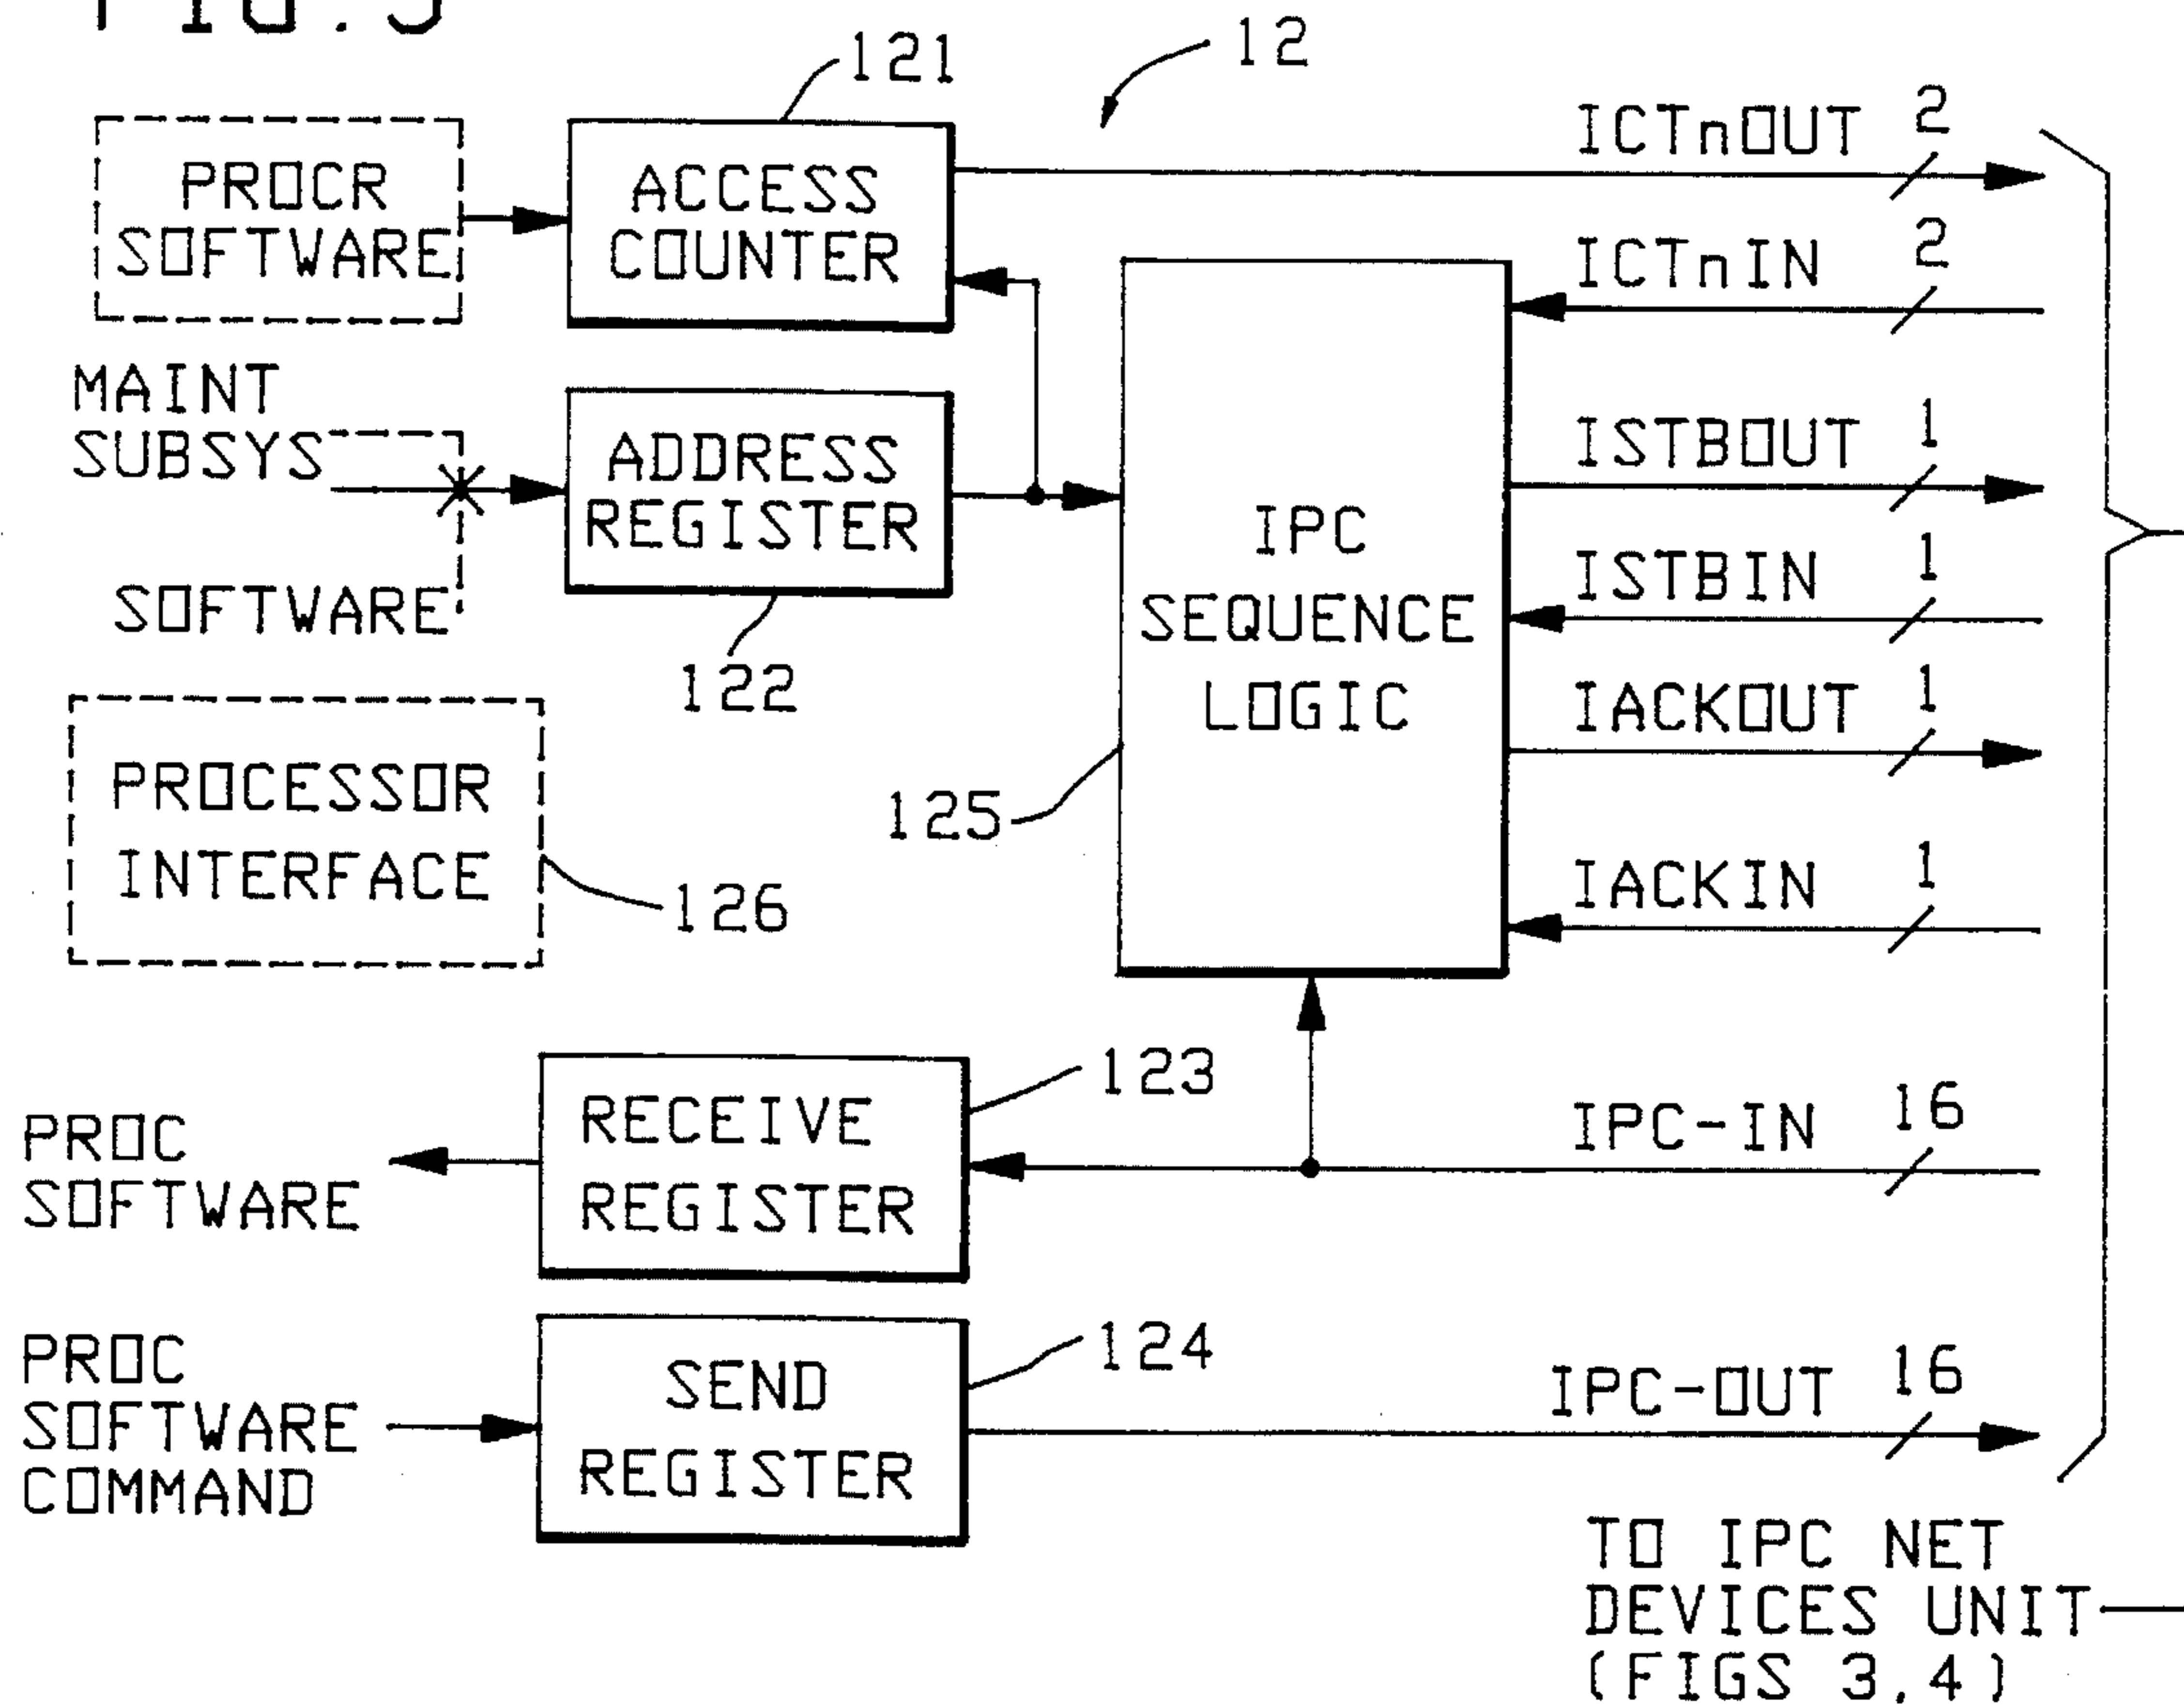 FIG. 5
121
12
PROCR
SOFTWARE
ACCESS
COUNTER
ICTnOUT 2
ICTnIN 2
MAINT
SUBSYS
SOFTWARE
ADDRESS
REGISTER
122
IPC
SEQUENCE
LOGIC
125
ISTBOUT 1
ISTBIN 1
IACKOUT 1
IACKIN 1
PROCESSOR
INTERFACE
126
PROC
SOFTWARE
RECEIVE
REGISTER
123
IPC-IN 16
PROC
SOFTWARE
COMMAND
SEND
REGISTER
124
IPC-OUT 16
TO IPC NET
DEVICES UNIT
(FIGS 3,4)